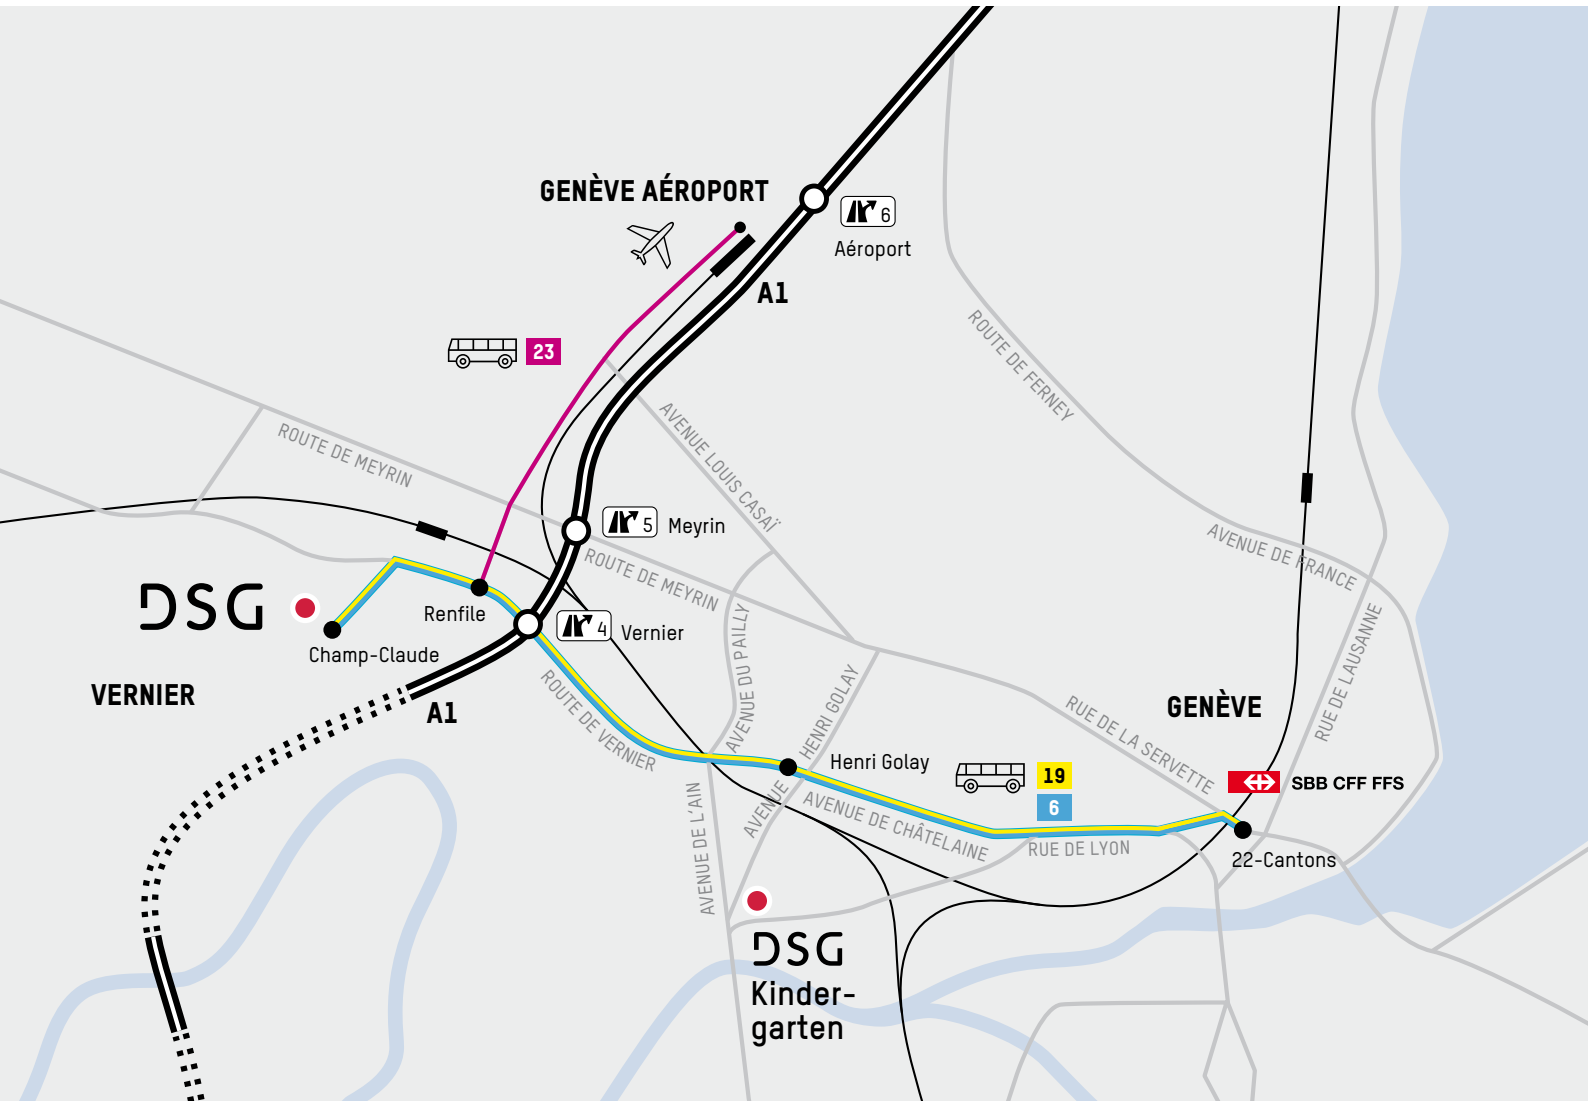 GENÈVE AÉROPORT
6
Aéroport
A1
23
ROUTE DE FERNEY
ROUTE DE MEYRIN
AVENUE LOUIS CASAÏ
5 Meyrin
ROUTE DE MEYRIN
AVENUE DE FRANCE
DSG
Renfile
4 Vernier
Champ-Claude
VERNIER
A1
ROUTE DE VERNIER
AVENUE DU PAILLY
AVENUE HENRI GOLAY
RUE DE LAUSANNE
GENÈVE
RUE DE LA SERVETTE
Henri Golay
19
6
SBB CFF FFS
AVENUE DE L'AIN
AVENUE DE CHÂTELAINE
RUE DE LYON
22-Cantons
DSG
Kinder-
garten